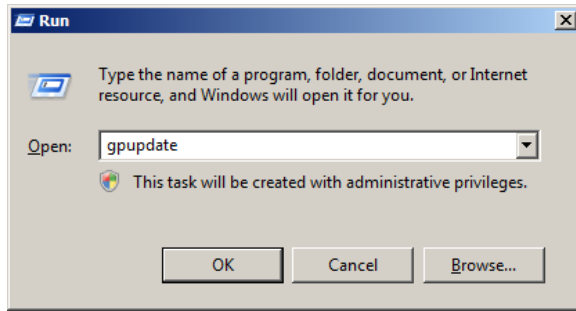 Run
Type the name of a program, folder, document, or Internet
resource, and Windows will open it for you.
Open: gpupdate
This task will be created with administrative privileges.
OK Cancel Browse...